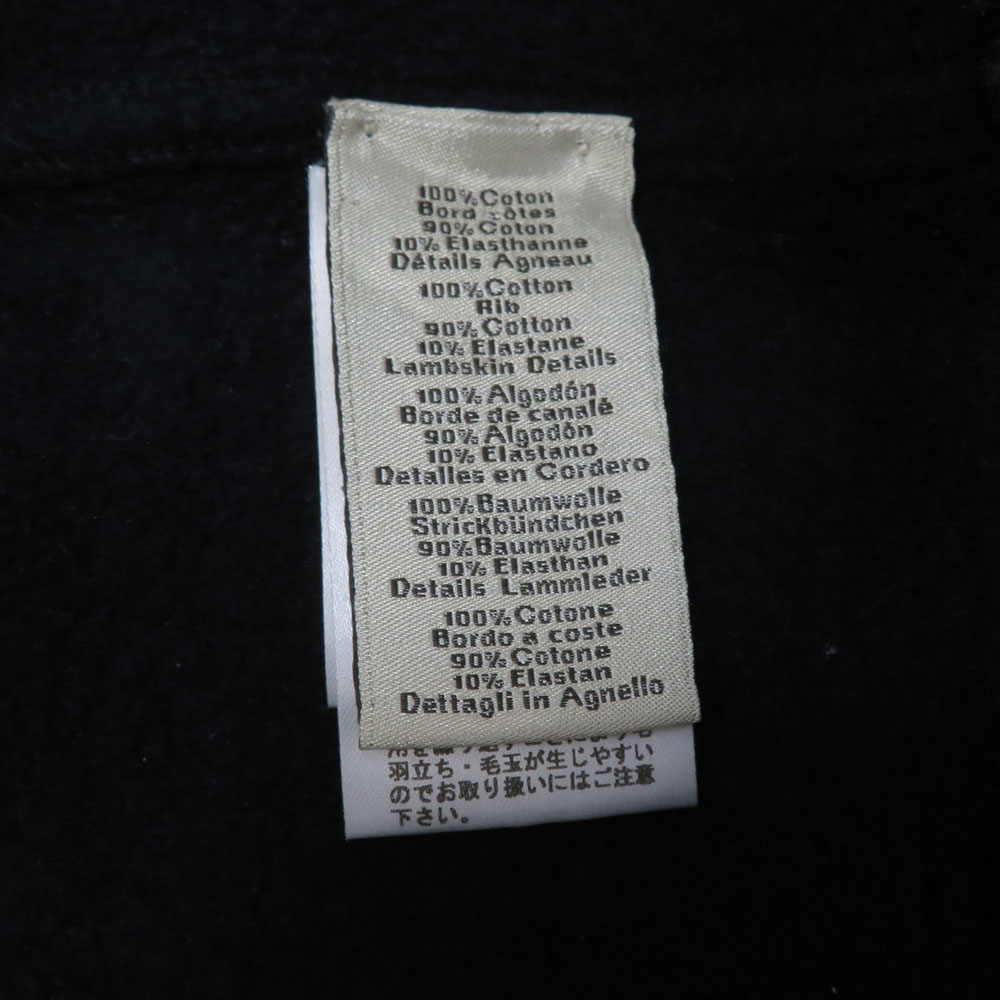 100% Coton
Bord côtes
90% Coton
10% Elasthanne
Détails Agneau
100% Cotton
Rib
90% Cotton
10% Elastane
Lambskin Details
100% Algodón
Borde de canalé
90% Algodón
10% Elastano
Detalles en Cordero
100% Baumwolle
Strickbündchen
90% Baumwolle
10% Elasthan
Details Lammleder
100% Cotone
Bordo a coste
90% Cotone
10% Elastan
Dettagli in Agnello
羽立ち・毛玉が生じやすい
のでお取り扱いにはご注意
下さい。